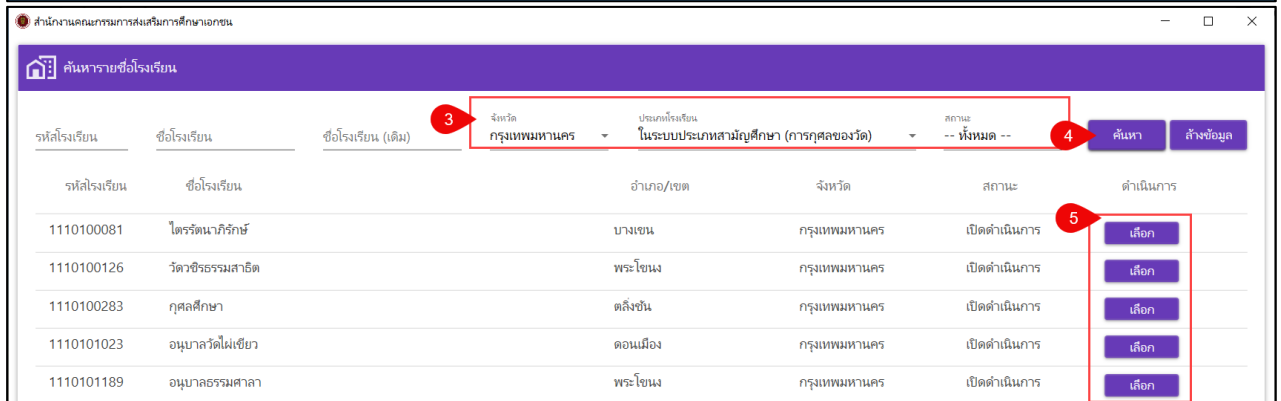 สำนักงานคณะกรรมการส่งเสริมการศึกษาเอกชน
ค้นหารายชื่อโรงเรียน
3 จังหวัด ประเภทโรงเรียน สถานะ
รหัสโรงเรียน ชื่อโรงเรียน ชื่อโรงเรียน (เดิม) กรุงเทพมหานคร ในระบบประเภทสามัญศึกษา (การกุศลของวัด) -- ทั้งหมด -- 4 ค้นหา ล้างข้อมูล
รหัสโรงเรียน ชื่อโรงเรียน อำเภอ/เขต จังหวัด สถานะ ดำเนินการ
5
1110100081 ไตรรัตนาภิรักษ์ บางเขน กรุงเทพมหานคร เปิดดำเนินการ เลือก
1110100126 วัดวชิรธรรมสาธิต พระโขนง กรุงเทพมหานคร เปิดดำเนินการ เลือก
1110100283 กุศลศึกษา ตลิ่งชัน กรุงเทพมหานคร เปิดดำเนินการ เลือก
1110101023 อนุบาลวัดไผ่เขียว ดอนเมือง กรุงเทพมหานคร เปิดดำเนินการ เลือก
1110101189 อนุบาลธรรมศาลา พระโขนง กรุงเทพมหานคร เปิดดำเนินการ เลือก